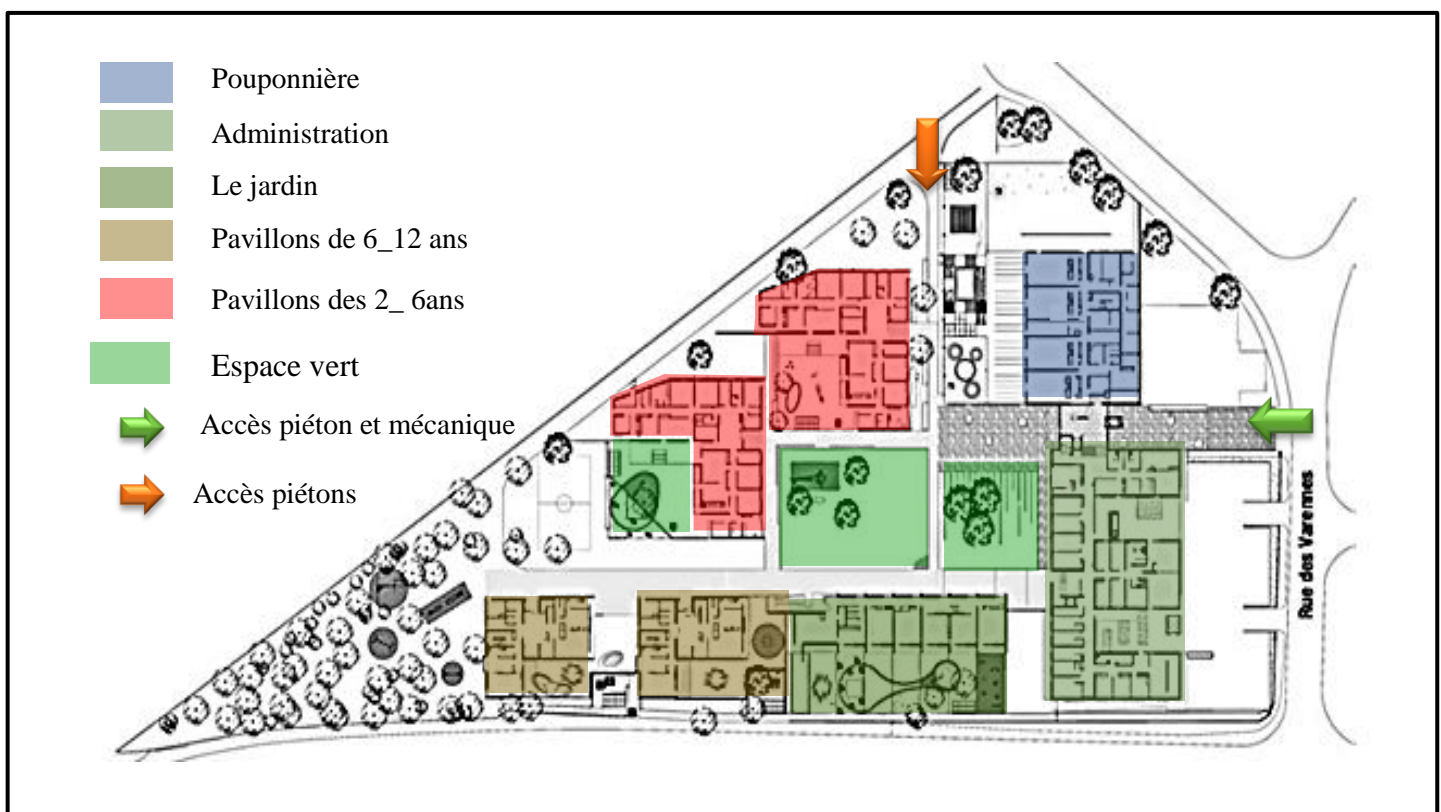 Pouponnière
Administration
Le jardin
Pavillons de 6_12 ans
Pavillons des 2_ 6ans
Espace vert
Accès piéton et mécanique
Accès piétons
Rue des Varennes